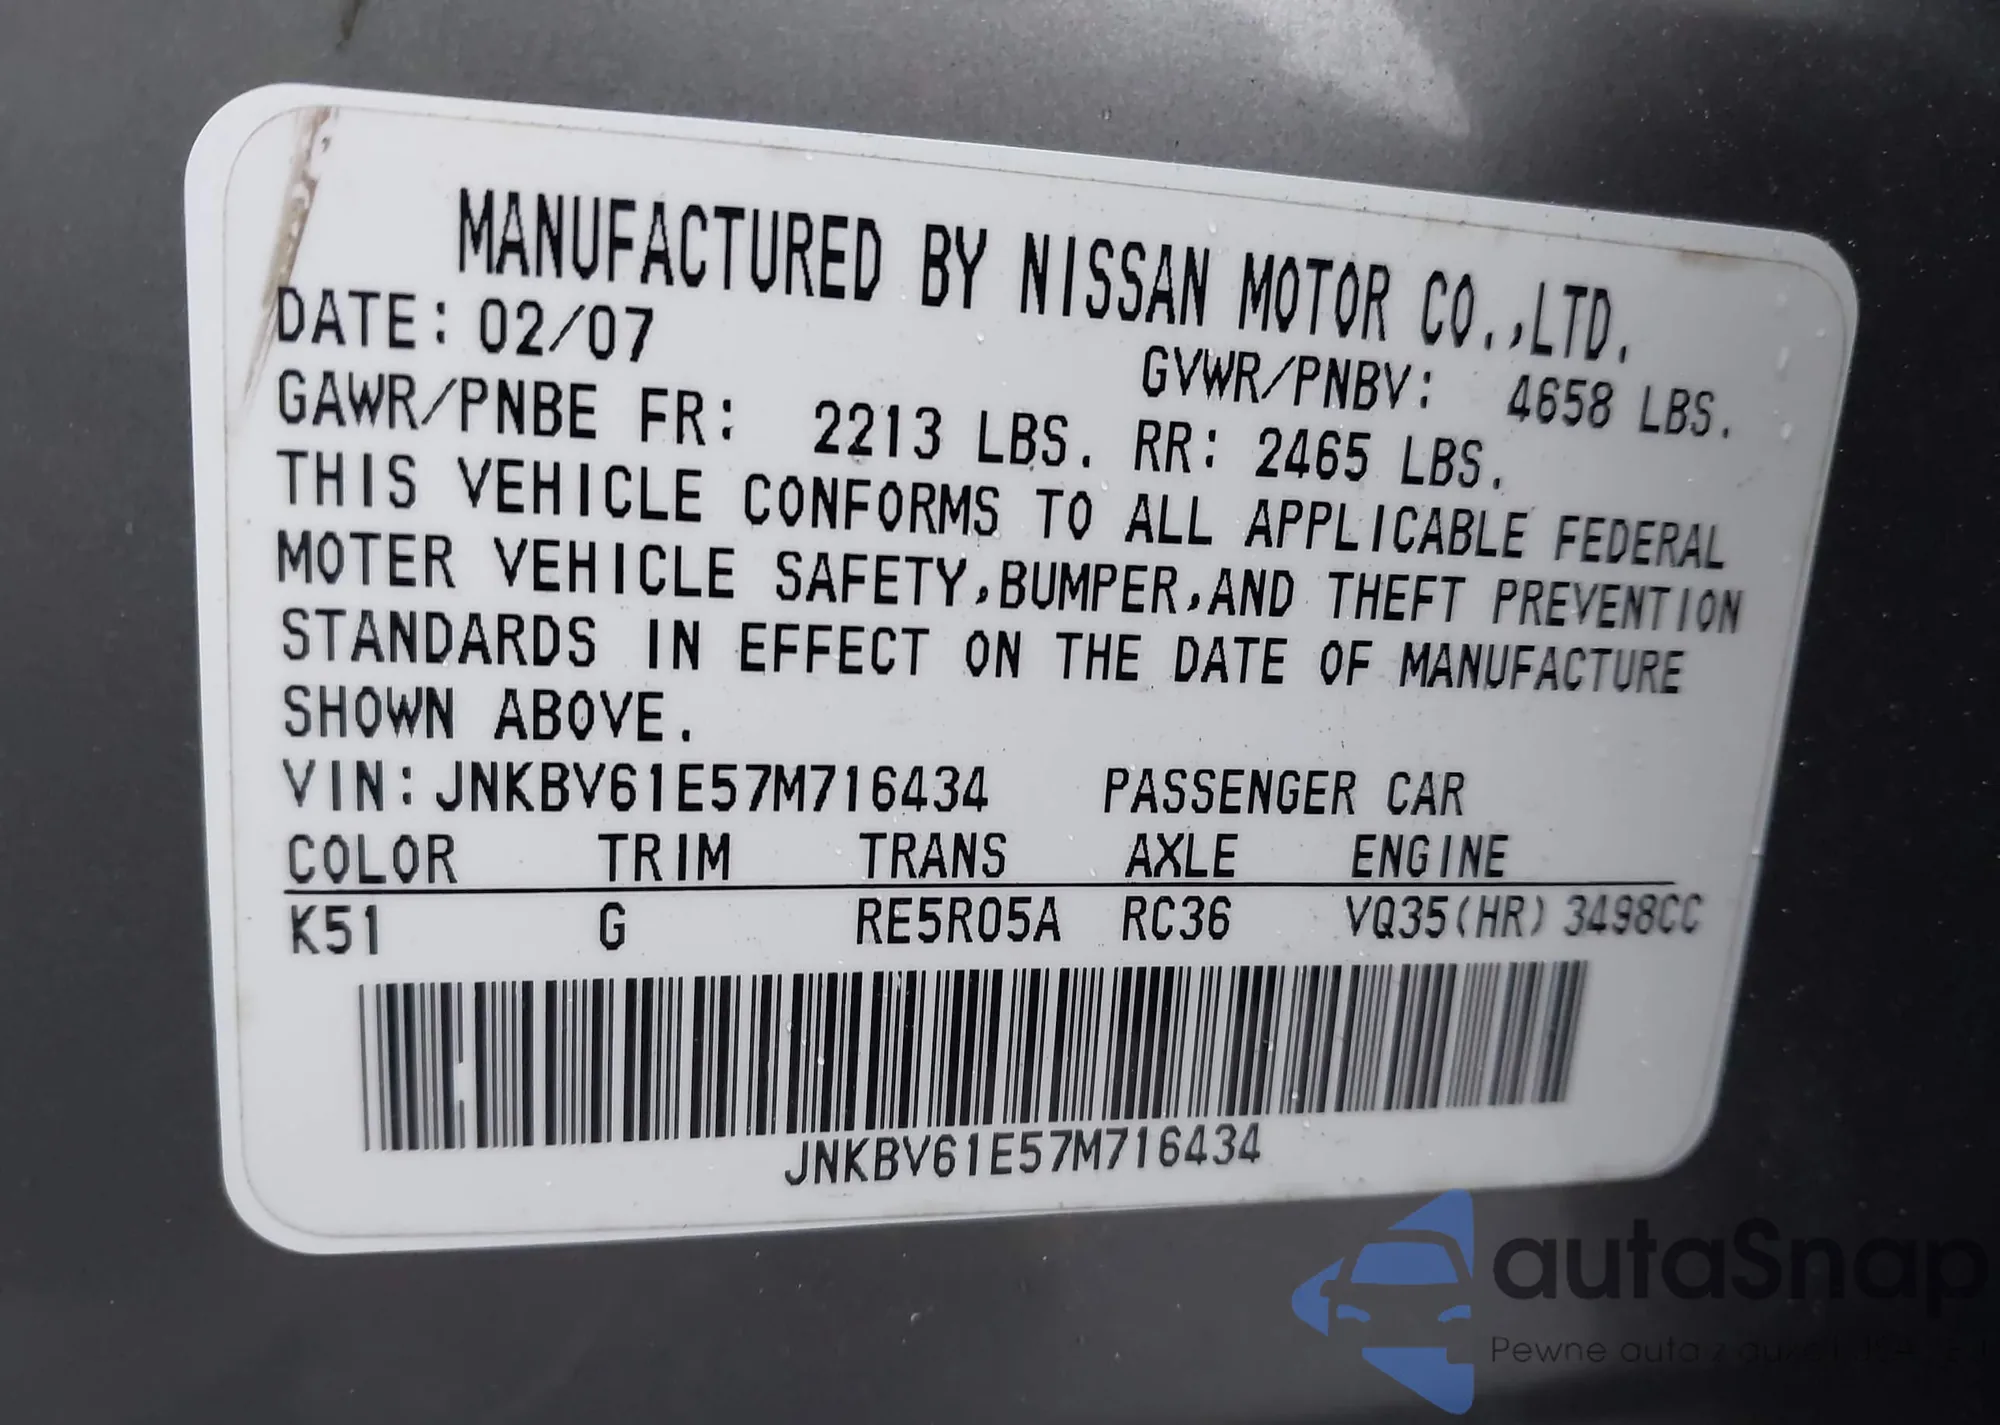 MANUFACTURED BY NISSAN MOTOR CO.,LTD.
DATE: 02/07 GVWR/PNBV: 4658 LBS.
GAWR/PNBE FR: 2213 LBS. RR: 2465 LBS.
THIS VEHICLE CONFORMS TO ALL APPLICABLE FEDERAL
MOTER VEHICLE SAFETY,BUMPER,AND THEFT PREVENTION
STANDARDS IN EFFECT ON THE DATE OF MANUFACTURE
SHOWN ABOVE.
VIN:JNKBV61E57M716434 PASSENGER CAR
COLOR TRIM TRANS AXLE ENGINE
K51 G RE5R05A RC36 VQ35(HR) 3498CC
JNKBV61E57M716434
autaSnap
Pewne auto z